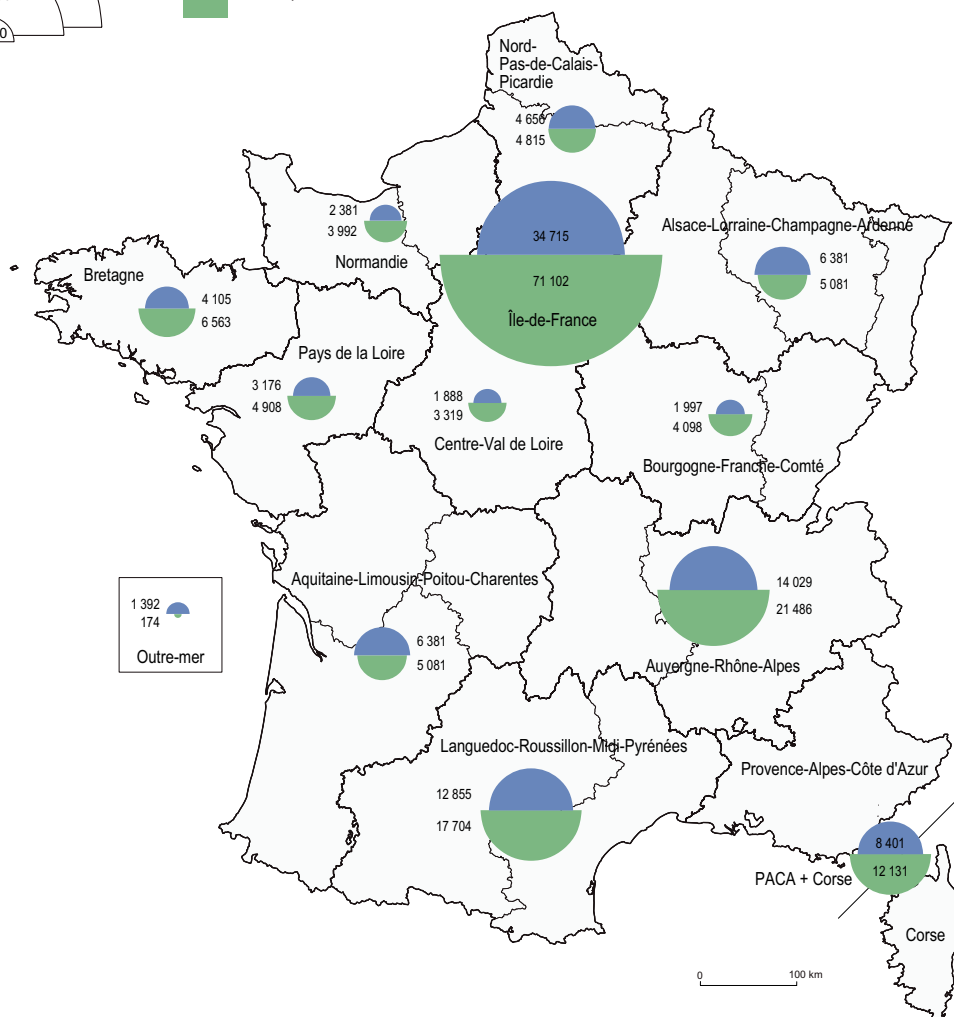 0
Nord-
Pas-de-Calais-
Picardie
4 656
4 815
2 381
3 992
Normandie
34 715
71 102
Île-de-France
Alsace-Lorraine-Champagne-Ardenne
6 381
5 081
Bretagne
4 105
6 563
Pays de la Loire
3 176
4 908
1 888
3 319
Centre-Val de Loire
1 997
4 098
Bourgogne-Franche-Comté
Aquitaine-Limousin-Poitou-Charentes
6 381
5 081
14 029
21 486
Auvergne-Rhône-Alpes
1 392
174
Outre-mer
Languedoc-Roussillon-Midi-Pyrénées
12 855
17 704
Provence-Alpes-Côte d'Azur
8 401
12 131
PACA + Corse
Corse
0 100 km